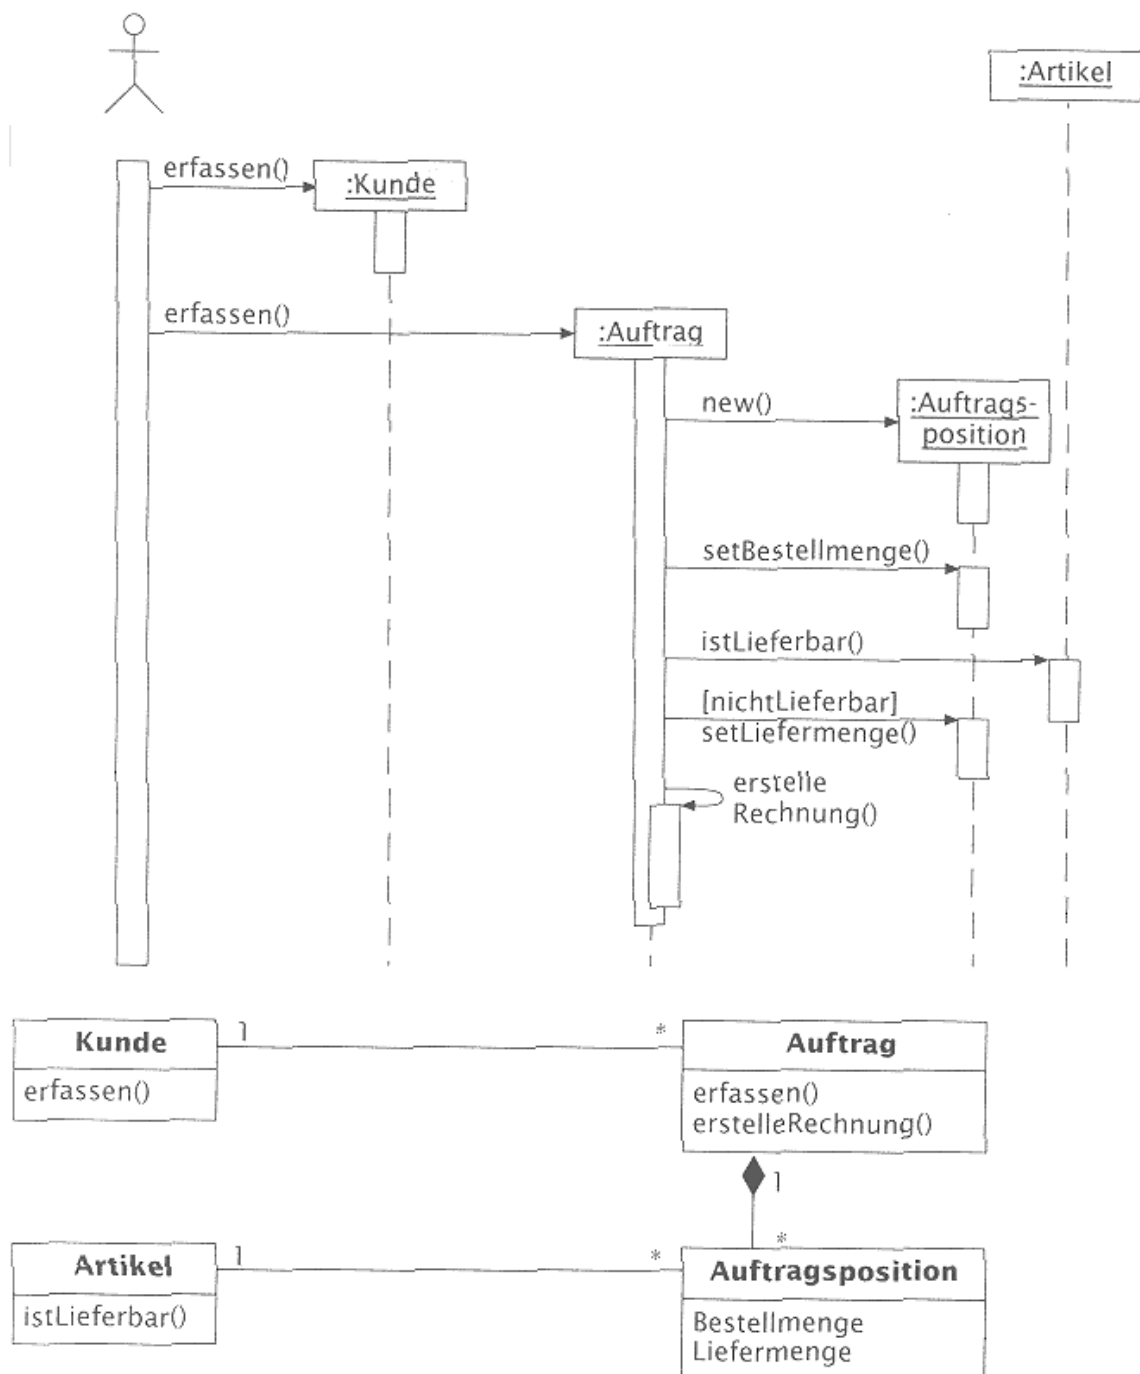 :Artikel
erfassen()
:Kunde
erfassen()
:Auftrag
new()
:Auftrags-
position
setBestellmenge()
istLieferbar()
[nichtLieferbar]
setLiefermenge()
erstelle
Rechnung()
Kunde
1
*
Auftrag
erfassen()
erfassen()
erstelleRechnung()
1
*
Artikel
1
*
Auftragsposition
istLieferbar()
Bestellmenge
Liefermenge